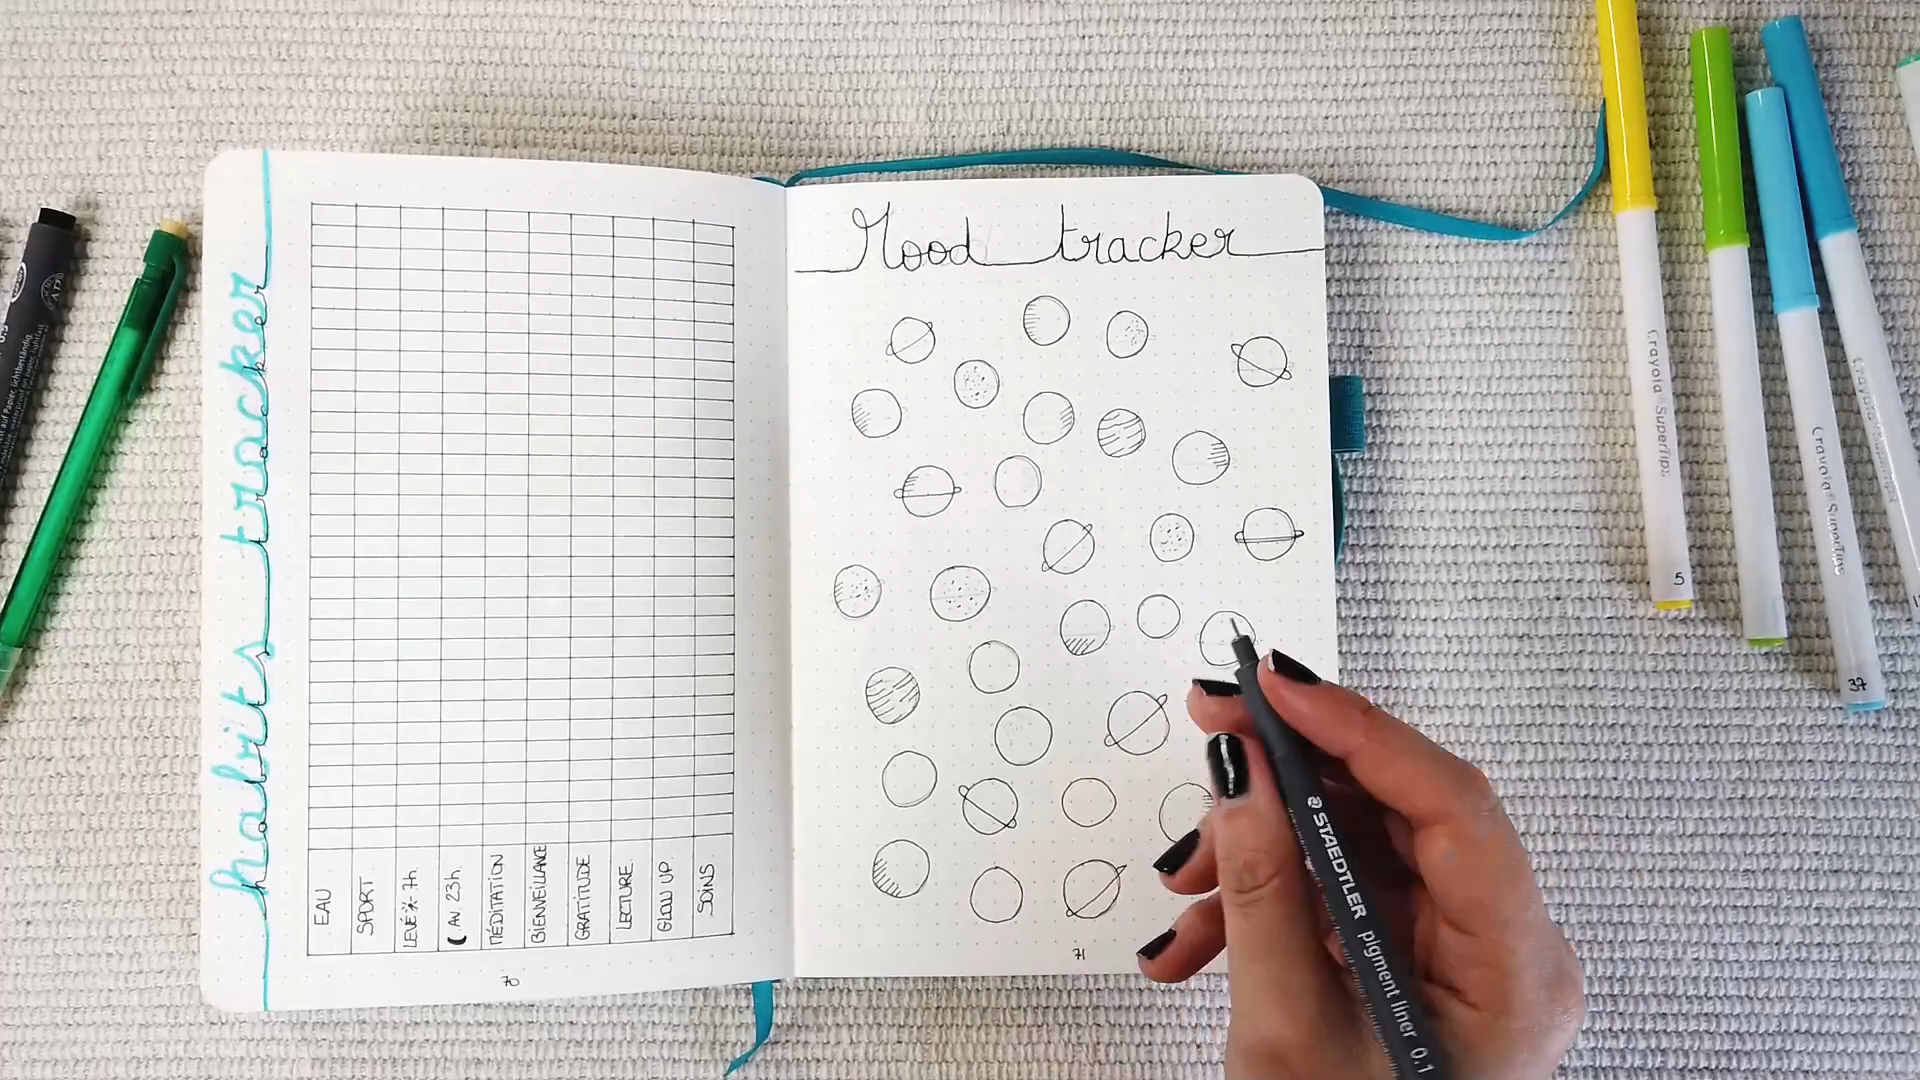 habits tracker
EAU
SPORT
LEVÉ ☀ 7h
☾ AV. 23h
MÉDITATION
BIENVEILLANCE
GRATITUDE
LECTURE
GLOW UP
SOINS
70
Mood tracker
71
STAEDTLER pigment liner 0.1
Crayola SuperTips
5
Crayola SuperTips
37